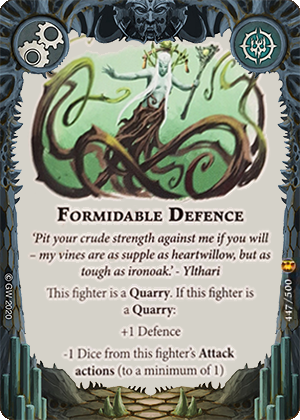 FORMIDABLE DEFENCE
'Pit your crude strength against me if you will
– my vines are as supple as heartwillow, but as
tough as ironoak.' - Ylthari
This fighter is a Quarry. If this fighter is
a Quarry:
+1 Defence
-1 Dice from this fighter's Attack
actions (to a minimum of 1)
© GW 2020
447/500